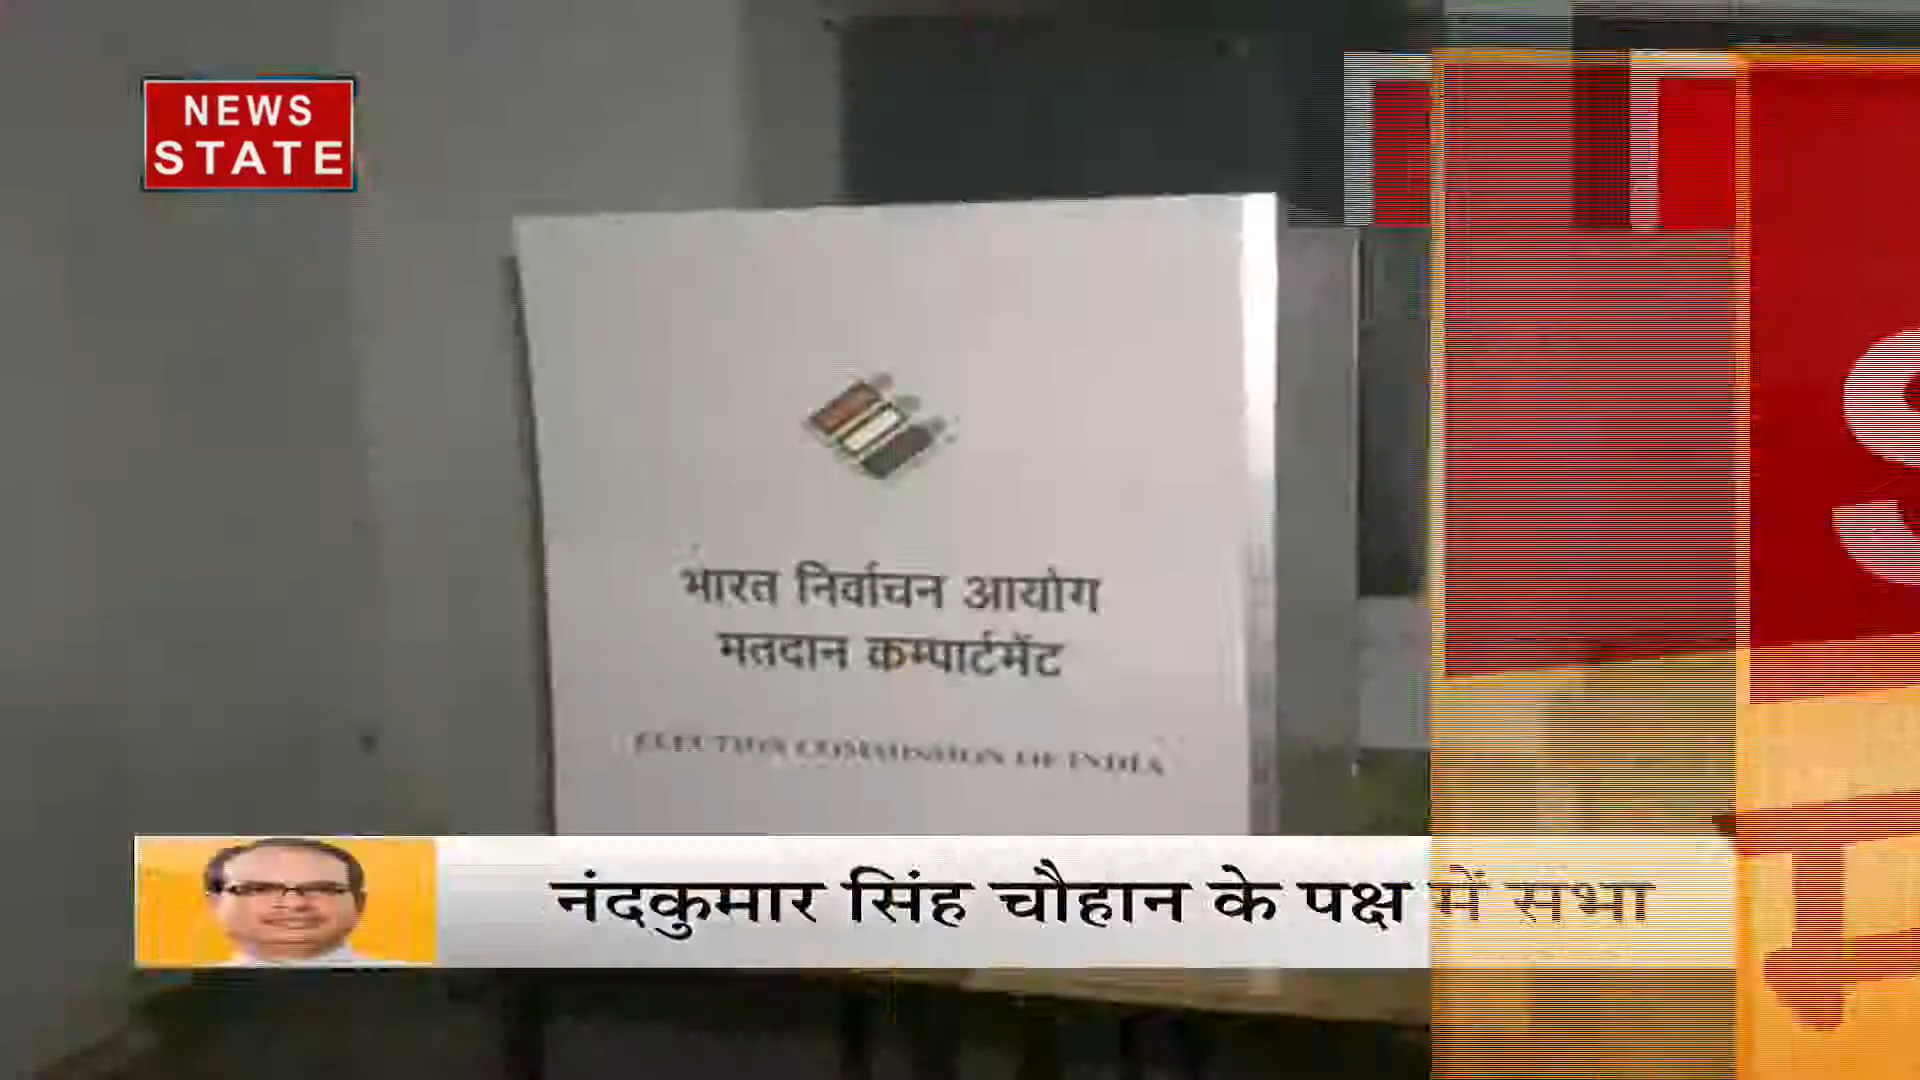 NEWS
STATE
भारत निर्वाचन आयोग
मतदान कम्पार्टमेंट
ELECTION COMMISSION OF INDIA
नंदकुमार सिंह चौहान के पक्ष में सभा